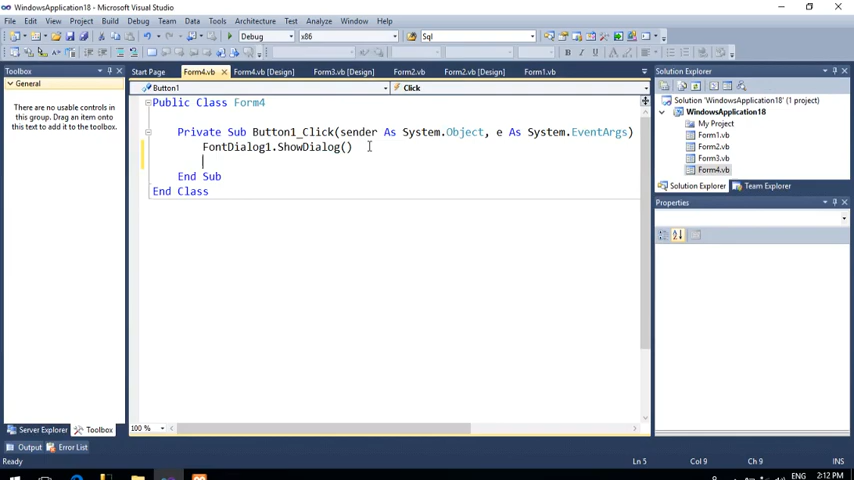 WindowsApplication18 - Microsoft Visual Studio
File Edit View Project Build Debug Team Data Tools Architecture Test Analyze Window Help
Debug x86 Sql
Toolbox
General
There are no usable controls in this group. Drag an item onto this text to add it to the toolbox.
Start Page Form4.vb Form4.vb [Design] Form3.vb [Design] Form2.vb Form2.vb [Design] Form1.vb
Button1 Click
Public Class Form4
Private Sub Button1_Click(sender As System.Object, e As System.EventArgs)
FontDialog1.ShowDialog()
End Sub
End Class
100 %
Solution Explorer
Solution 'WindowsApplication18' (1 project)
WindowsApplication18
My Project
Form1.vb
Form2.vb
Form3.vb
Form4.vb
Solution Explorer Team Explorer
Properties
Server Explorer Toolbox
Output Error List
Ready Ln 5 Col 9 Ch 9 INS
ENG 2:12 PM